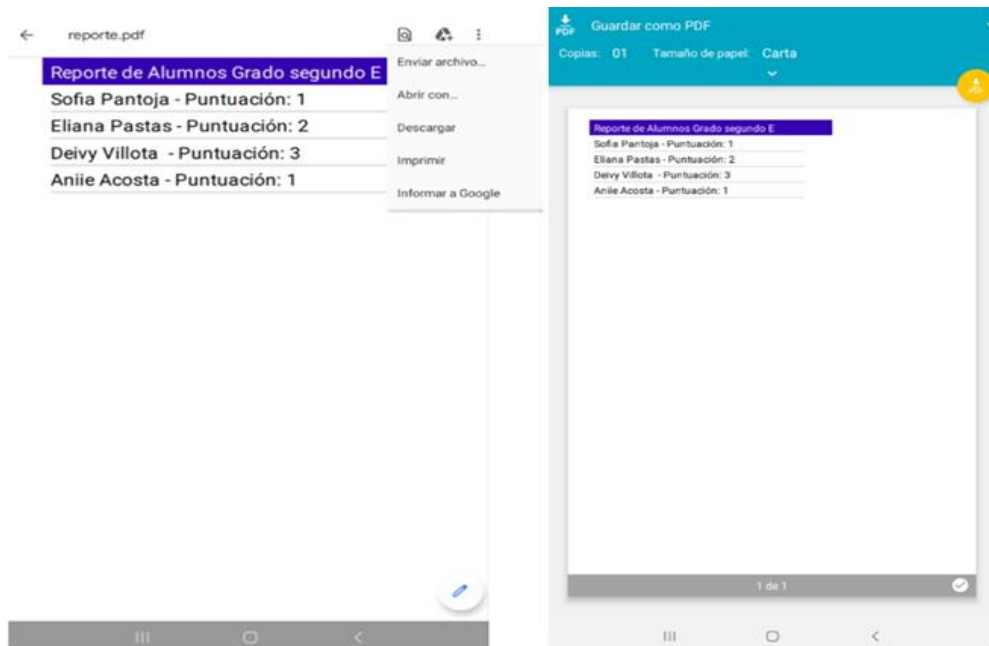 reporte.pdf
Reporte de Alumnos Grado segundo E
Sofia Pantoja - Puntuación: 1
Eliana Pastas - Puntuación: 2
Deivy Villota - Puntuación: 3
Aniie Acosta - Puntuación: 1
Enviar archivo...
Abrir con...
Descargar
Imprimir
Informar a Google
PDF Guardar como PDF
Copias: 01 Tamaño de papel: Carta
PDF
Reporte de Alumnos Grado segundo E
Sofia Pantoja - Puntuación: 1
Eliana Pastas - Puntuación: 2
Deivy Villota - Puntuación: 3
Aniie Acosta - Puntuación: 1
1 de 1